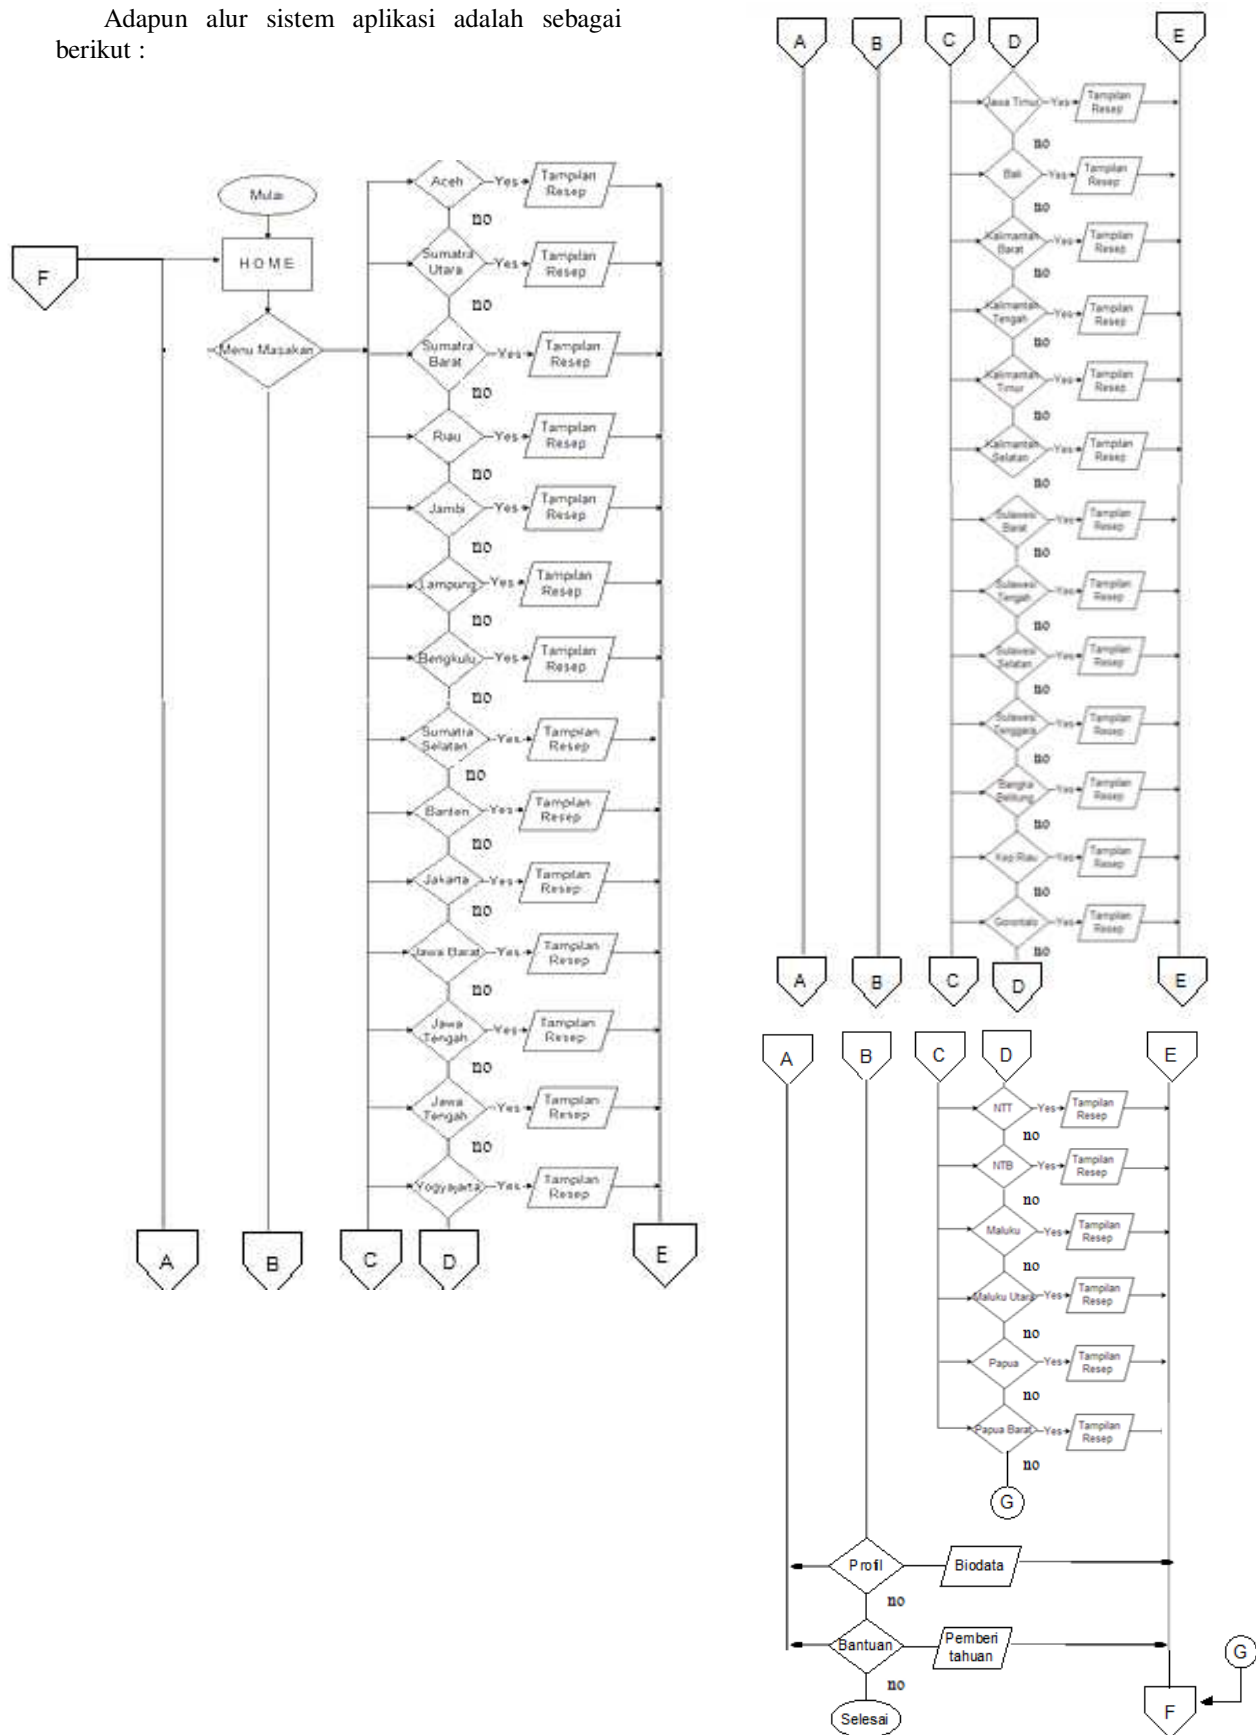 Adapun alur sistem aplikasi adalah sebagai
berikut :
Mulai
F
HOME
Menu Masakan
Aceh
Yes
Tampilan
Resep
no
Sumatra
Utara
Yes
Tampilan
Resep
no
Sumatra
Barat
Yes
Tampilan
Resep
no
Riau
Yes
Tampilan
Resep
no
Jambi
Yes
Tampilan
Resep
no
Lampung
Yes
Tampilan
Resep
no
Bengkulu
Yes
Tampilan
Resep
no
Sumatra
Selatan
Yes
Tampilan
Resep
no
Banten
Yes
Tampilan
Resep
no
Jakarta
Yes
Tampilan
Resep
no
Jawa Barat
Yes
Tampilan
Resep
no
Jawa
Tengah
Yes
Tampilan
Resep
no
Jawa
Tengah
Yes
Tampilan
Resep
no
Yogyajarta
Yes
Tampilan
Resep
A
B
C
D
E
A
B
C
D
E
Jawa Timur
Yes
Tampilan
Resep
no
Bali
Yes
Tampilan
Resep
no
Kalimantan
Barat
Yes
Tampilan
Resep
no
Kalimantan
Tengah
Yes
Tampilan
Resep
no
Kalimantan
Timur
Yes
Tampilan
Resep
no
Kalimantan
Selatan
Yes
Tampilan
Resep
no
Sulawesi
Barat
Yes
Tampilan
Resep
no
Sulawesi
Tengah
Yes
Tampilan
Resep
no
Sulawesi
Selatan
Yes
Tampilan
Resep
no
Sulawesi
Tenggara
Yes
Tampilan
Resep
no
Bangka
Belitung
Yes
Tampilan
Resep
no
Kep Riau
Yes
Tampilan
Resep
no
Gorontalo
Yes
Tampilan
Resep
no
A
B
C
D
E
A
B
C
D
E
NTT
Yes
Tampilan
Resep
no
NTB
Yes
Tampilan
Resep
no
Maluku
Yes
Tampilan
Resep
no
Maluku Utara
Yes
Tampilan
Resep
no
Papua
Yes
Tampilan
Resep
no
Papua Barat
Yes
Tampilan
Resep
no
G
Profil
Biodata
no
Bantuan
Pemberi
tahuan
no
Selesai
G
F